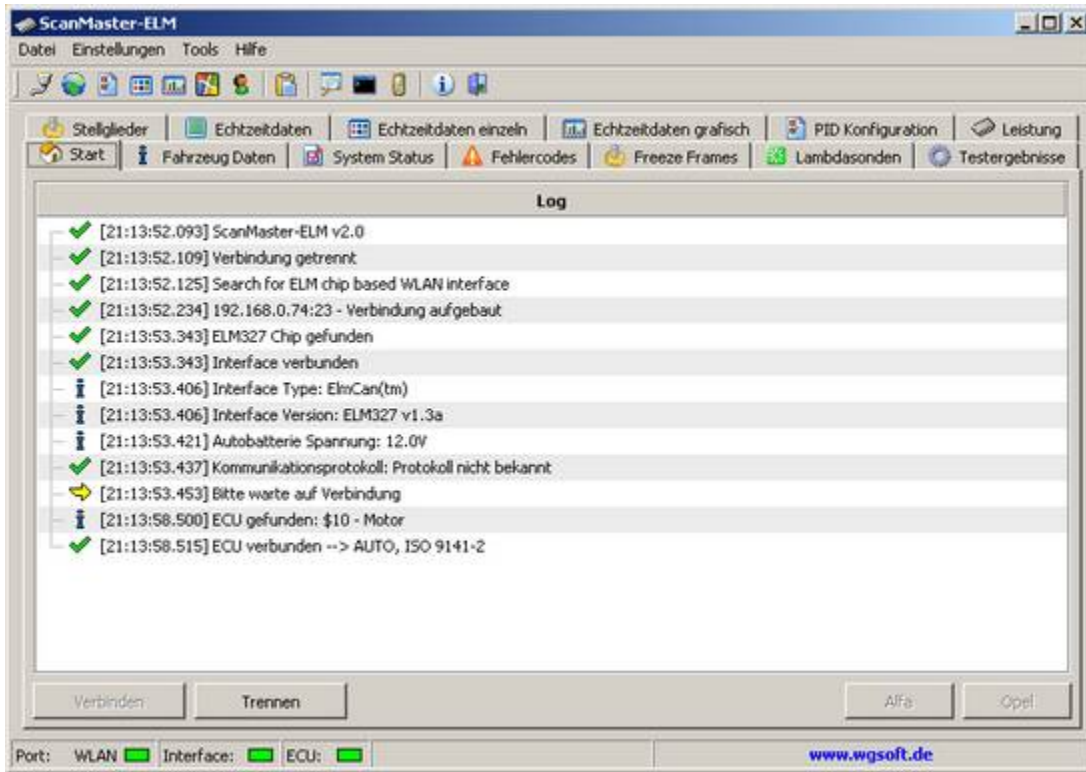 ScanMaster-ELM
Datei Einstellungen Tools Hilfe
Stellglieder Echtzeitdaten Echtzeitdaten einzeln Echtzeitdaten grafisch PID Konfiguration Leistung
Start Fahrzeug Daten System Status Fehlercodes Freeze Frames Lambdasonden Testergebnisse
Log
[21:13:52.093] ScanMaster-ELM v2.0
[21:13:52.109] Verbindung getrennt
[21:13:52.125] Search for ELM chip based WLAN interface
[21:13:52.234] 192.168.0.74:23 - Verbindung aufgebaut
[21:13:53.343] ELM327 Chip gefunden
[21:13:53.343] Interface verbunden
[21:13:53.406] Interface Type: ElmCan(tm)
[21:13:53.406] Interface Version: ELM327 v1.3a
[21:13:53.421] Autobatterie Spannung: 12.0V
[21:13:53.437] Kommunikationsprotokoll: Protokoll nicht bekannt
[21:13:53.453] Bitte warte auf Verbindung
[21:13:58.500] ECU gefunden: $10 - Motor
[21:13:58.515] ECU verbunden --> AUTO, ISO 9141-2
Verbinden Trennen Alfa Opel
Port: WLAN Interface: ECU: www.wgsoft.de